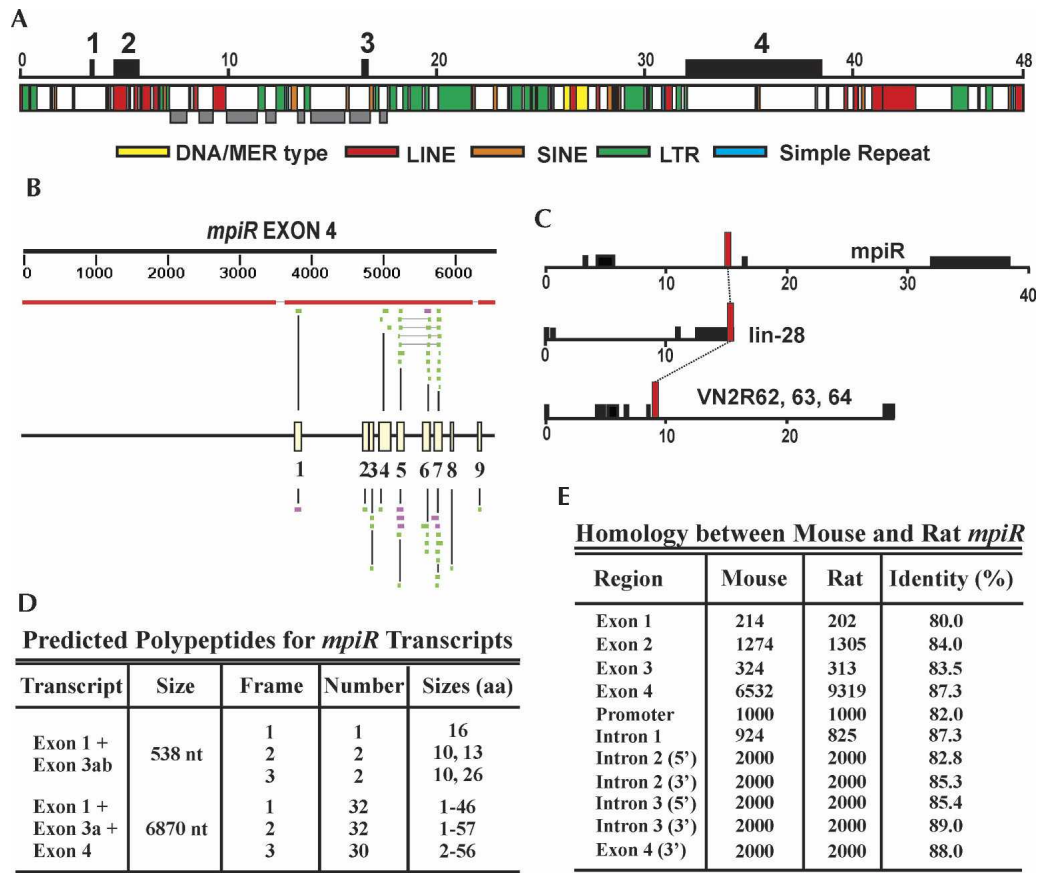 A
1 2 3 4
0 10 20 30 40 48
DNA/MER type LINE SINE LTR Simple Repeat
B
mpiR EXON 4
0 1000 2000 3000 4000 5000 6000
1 2 3 4 5 6 7 8 9
C
mpiR
0 10 20 30 40
lin-28
0 10
VN2R62, 63, 64
0 10 20
D
Predicted Polypeptides for mpiR Transcripts
Transcript Size Frame Number Sizes (aa)
Exon 1 + Exon 3ab 538 nt
1 1 16
2 2 10, 13
3 2 10, 26
Exon 1 + Exon 3a + Exon 4 6870 nt
1 32 1-46
2 32 1-57
3 30 2-56
E
Homology between Mouse and Rat mpiR
Region Mouse Rat Identity (%)
Exon 1 214 202 80.0
Exon 2 1274 1305 84.0
Exon 3 324 313 83.5
Exon 4 6532 9319 87.3
Promoter 1000 1000 82.0
Intron 1 924 825 87.3
Intron 2 (5') 2000 2000 82.8
Intron 2 (3') 2000 2000 85.3
Intron 3 (5') 2000 2000 85.4
Intron 3 (3') 2000 2000 89.0
Exon 4 (3') 2000 2000 88.0